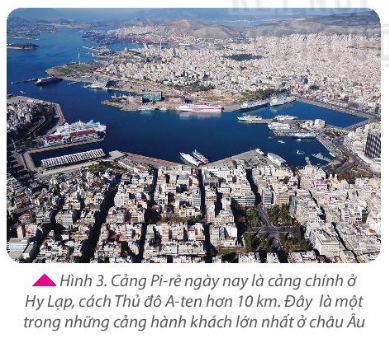 Hình 3. Cảng Pi-rê ngày nay là cảng chính ở
Hy Lạp, cách Thủ đô A-ten hơn 10 km. Đây là một
trong những cảng hành khách lớn nhất ở châu Âu